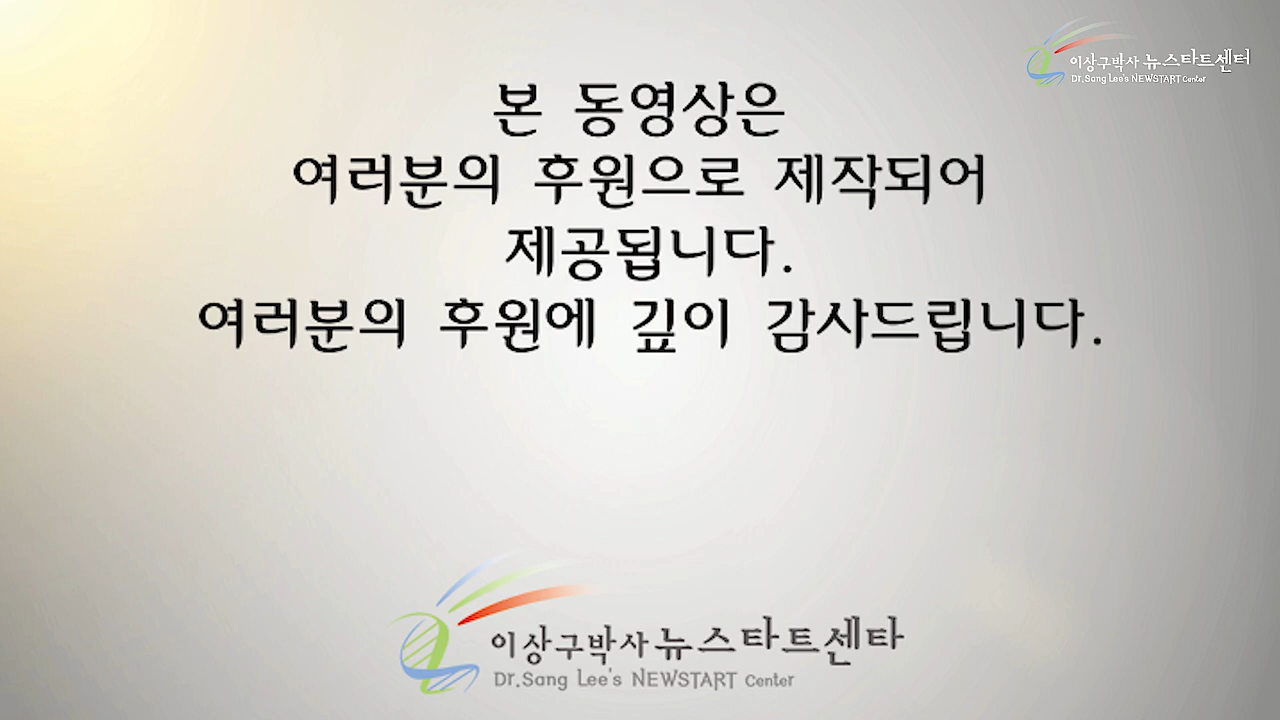 이상구박사 뉴스타트센터
Dr.Sang Lee's NEWSTART Center
본 동영상은
여러분의 후원으로 제작되어
제공됩니다.
여러분의 후원에 깊이 감사드립니다.
이상구박사 뉴스타트센타
Dr.Sang Lee's NEWSTART Center